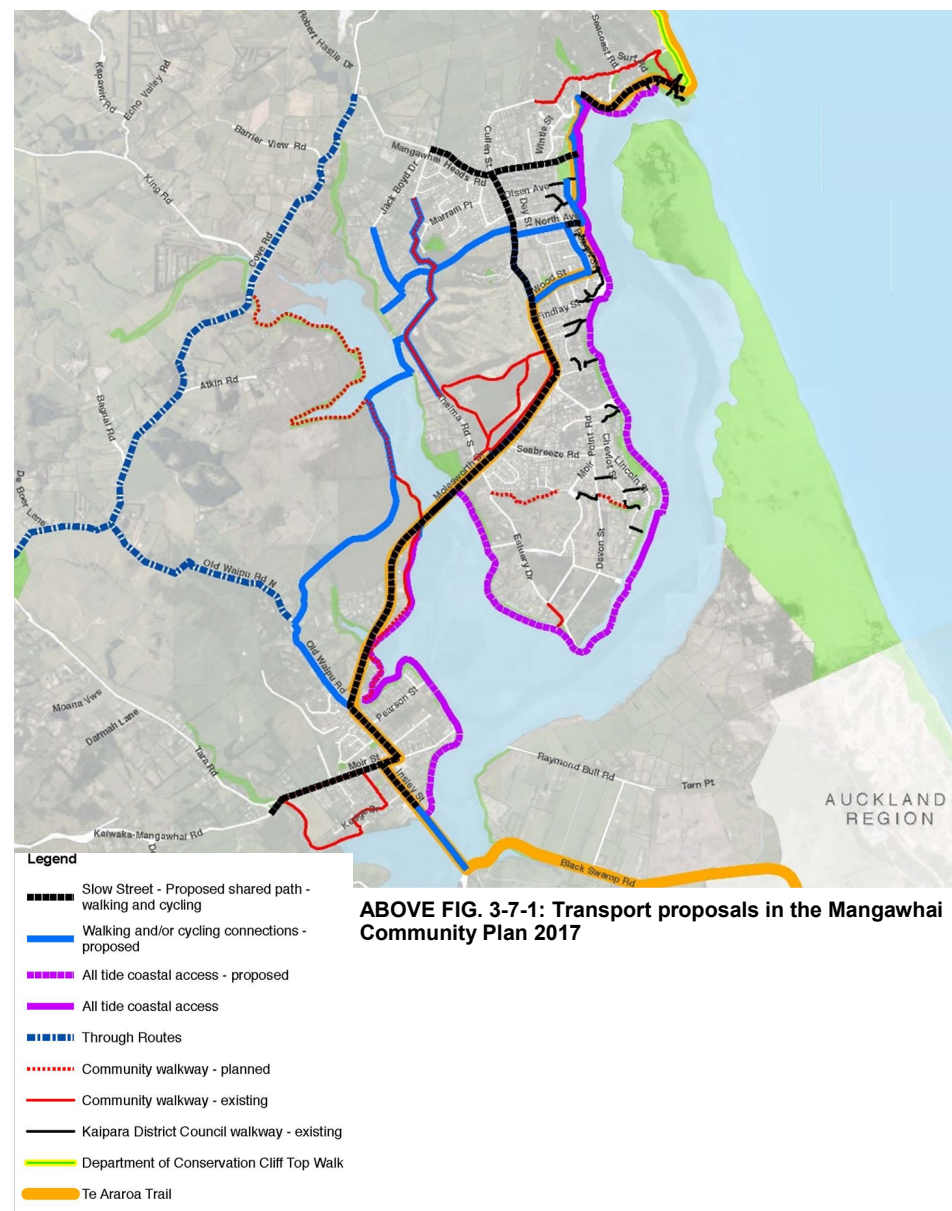 Robert Hastie Dr
Seacoast Rd
Surf Rd
Kapawiti Rd
Echo Valley Rd
Barrier View Rd
Cullen St
Wintle St
Mangawhai Heads Rd
King Rd
Jack Boyd Dr
Olsen Ave
Day St
Marram Pl
North Ave
Cove Rd
Wood St
Findlay St
Atkin Rd
Bagnal Rd
Thelma Rd S
Moir Point Rd
Cheviot St
Lincoln St
Seabreeze Rd
Molesworth Dr
De Boer Lane
Estuary Dr
Devon St
Old Waipu Rd N
Old Waipu Rd
Moana Vws
Darmah Lane
Pearson St
Tara Rd
Moir St
Insley St
Raymond Bull Rd
Tern Pt
AUCKLAND
REGION
Kaiwaka-Mangawhai Rd
Black Swamp Rd
Legend
Slow Street - Proposed shared path -
walking and cycling
Walking and/or cycling connections -
proposed
All tide coastal access - proposed
All tide coastal access
Through Routes
Community walkway - planned
Community walkway - existing
Kaipara District Council walkway - existing
Department of Conservation Cliff Top Walk
Te Araroa Trail
ABOVE FIG. 3-7-1: Transport proposals in the Mangawhai
Community Plan 2017